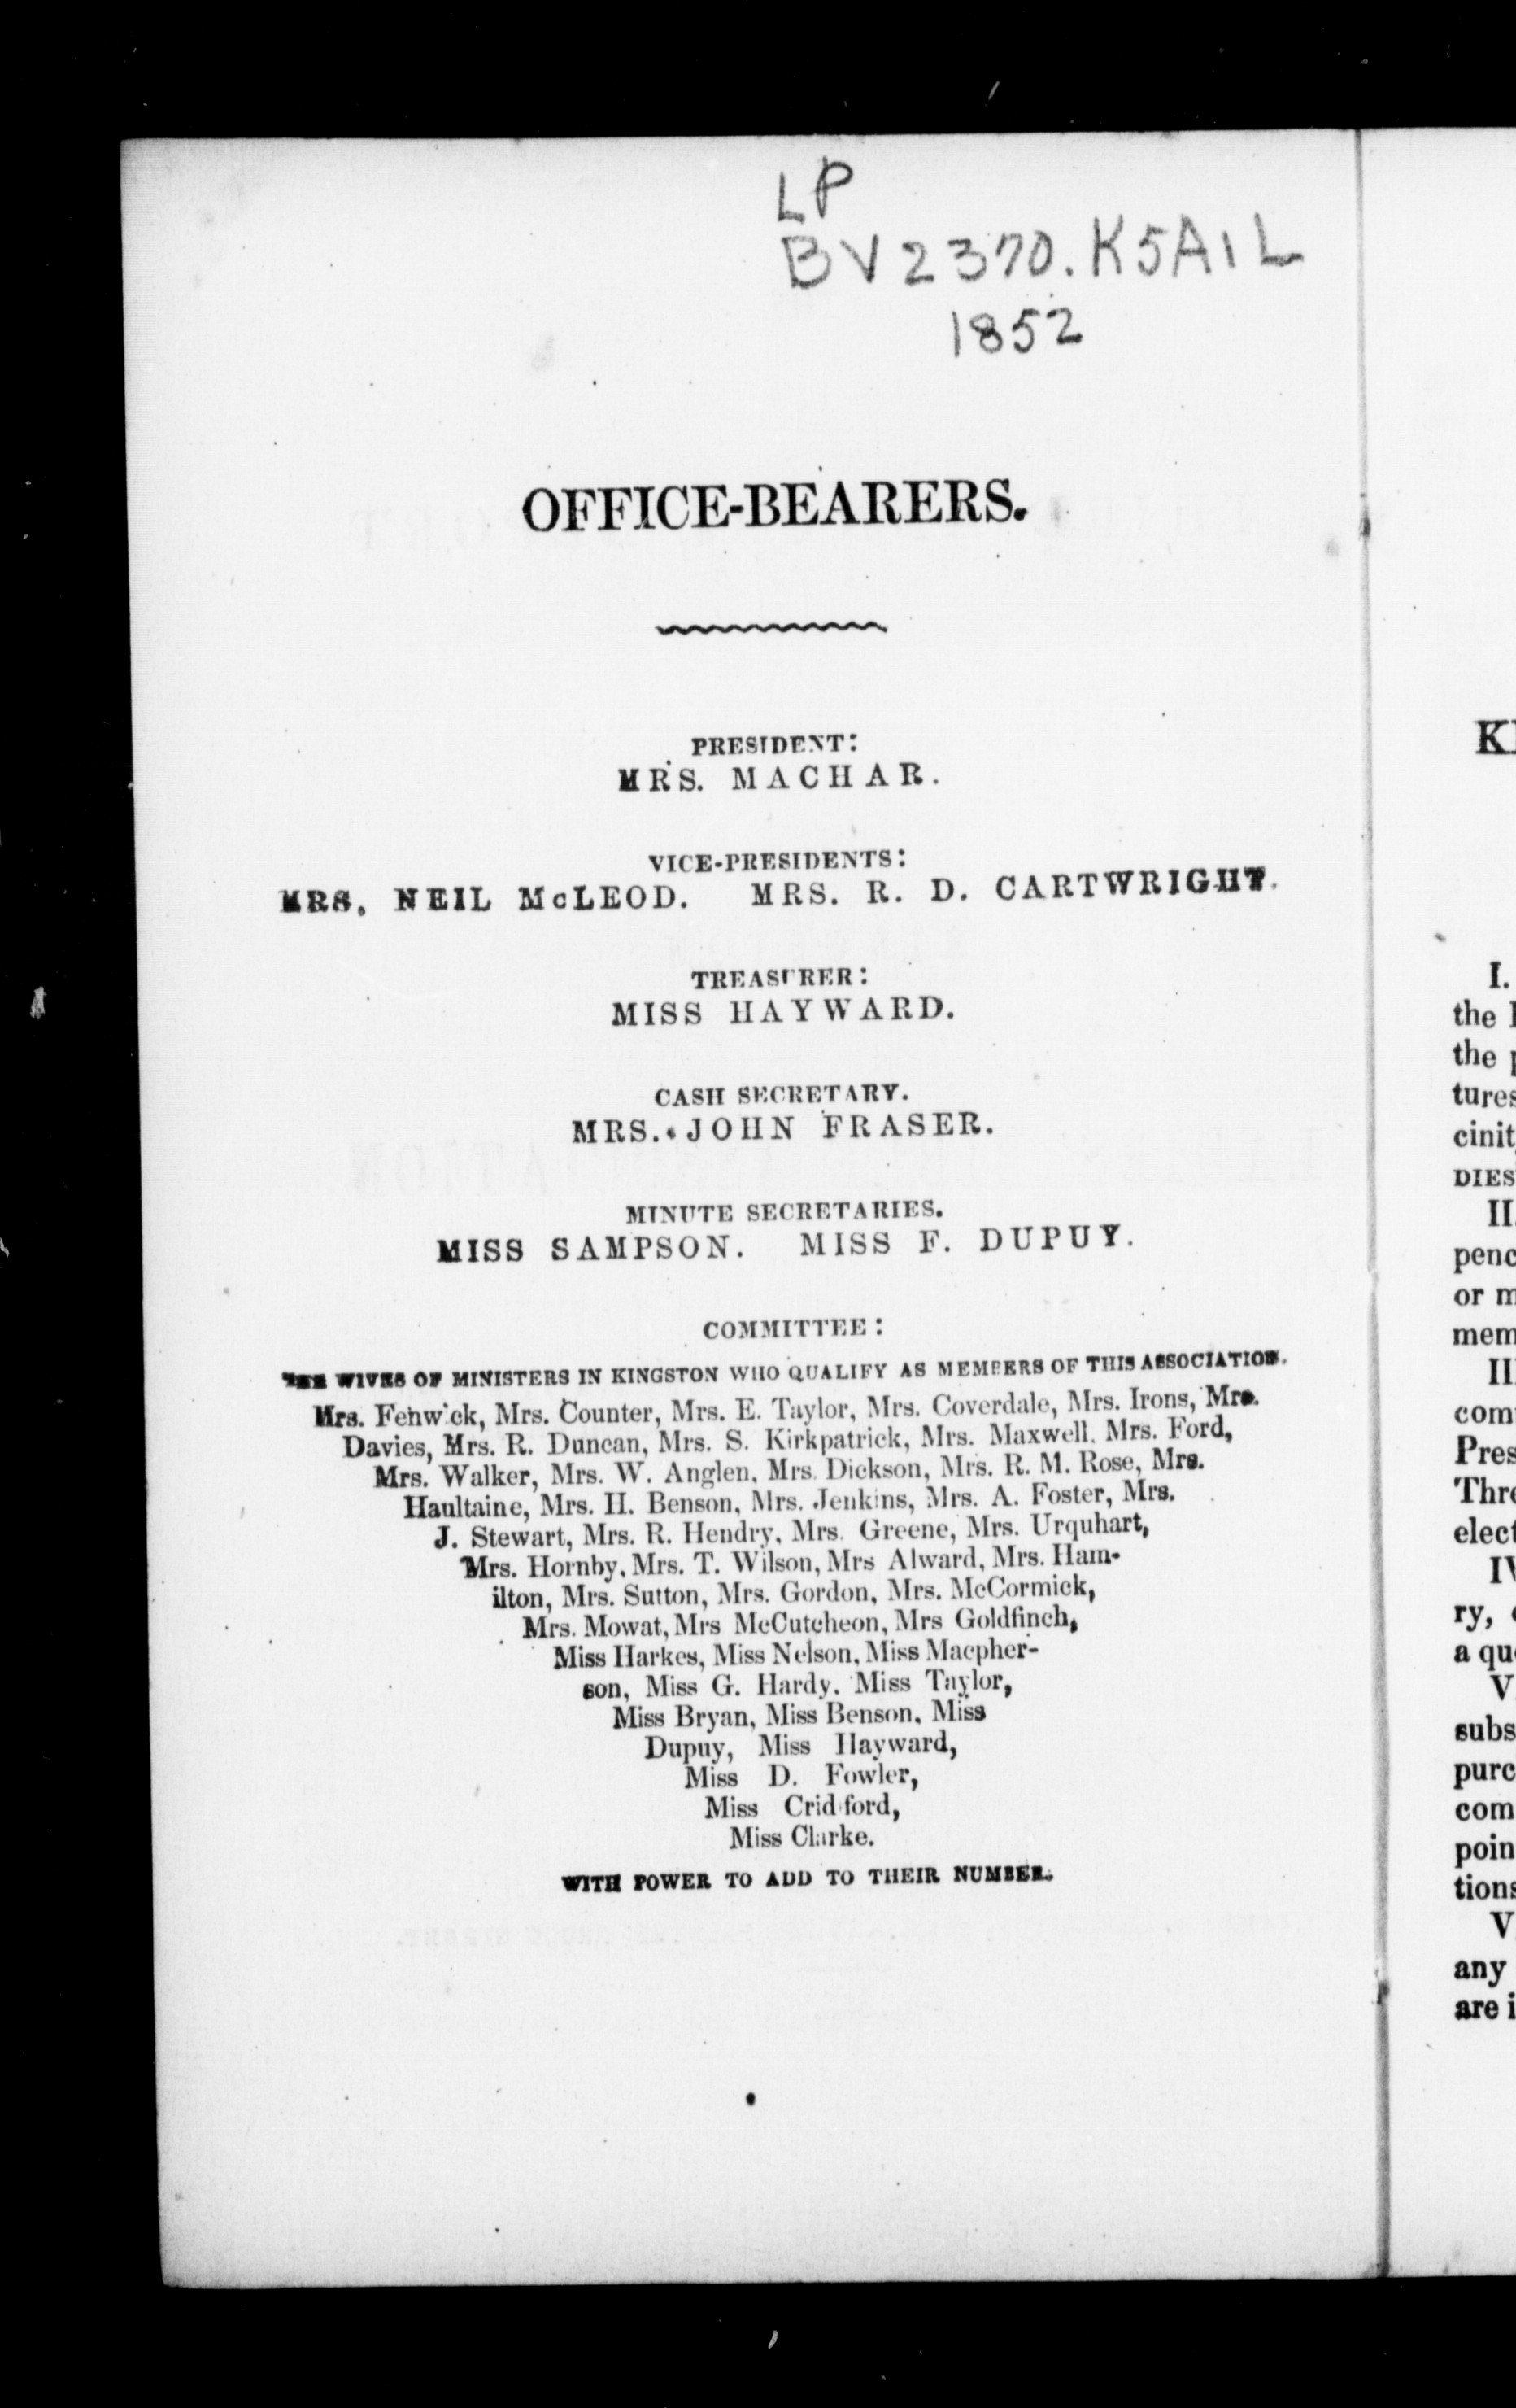 LP
BV2370.K5A1L
1852
OFFICE-BEARERS.
PRESIDENT:
MRS. MACHAR.
VICE-PRESIDENTS:
MRS. NEIL McLEOD. MRS. R. D. CARTWRIGHT.
TREASURER:
MISS HAYWARD.
CASH SECRETARY.
MRS. JOHN FRASER.
MINUTE SECRETARIES.
MISS SAMPSON. MISS F. DUPUY.
COMMITTEE:
THE WIVES OF MINISTERS IN KINGSTON WHO QUALIFY AS MEMBERS OF THIS ASSOCIATION.
Mrs. Fenwick, Mrs. Counter, Mrs. E. Taylor, Mrs. Coverdale, Mrs. Irons, Mrs.
Davies, Mrs. R. Duncan, Mrs. S. Kirkpatrick, Mrs. Maxwell. Mrs. Ford,
Mrs. Walker, Mrs. W. Anglen, Mrs. Dickson, Mrs. R. M. Rose, Mrs.
Haultaine, Mrs. H. Benson, Mrs. Jenkins, Mrs. A. Foster, Mrs.
J. Stewart, Mrs. R. Hendry, Mrs. Greene, Mrs. Urquhart,
Mrs. Hornby, Mrs. T. Wilson, Mrs Alward, Mrs. Ham-
ilton, Mrs. Sutton, Mrs. Gordon, Mrs. McCormick,
Mrs. Mowat, Mrs McCutcheon, Mrs Goldfinch,
Miss Harkes, Miss Nelson, Miss Macpher-
son, Miss G. Hardy. Miss Taylor,
Miss Bryan, Miss Benson, Miss
Dupuy, Miss Hayward,
Miss D. Fowler,
Miss Cridiford,
Miss Clarke.
WITH POWER TO ADD TO THEIR NUMBER.
I.
the
the
tures
cinit
DIES
II.
penc
or m
mem
II
com
Pres
Thre
elect
IV
ry,
a qu
V
subs
purc
com
poin
tions
V
any
are i